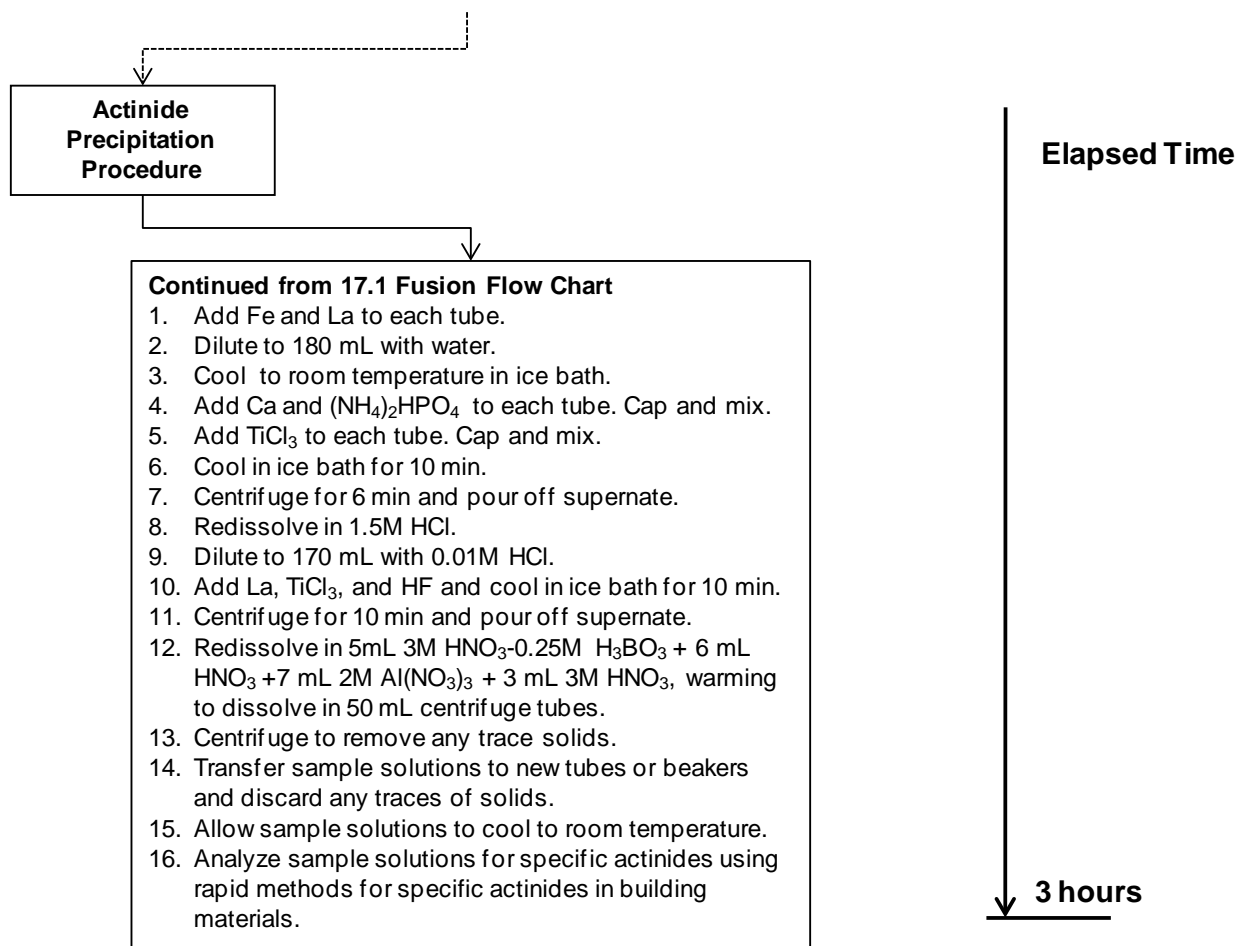 Actinide
Precipitation
Procedure
Elapsed Time
Continued from 17.1 Fusion Flow Chart
1. Add Fe and La to each tube.
2. Dilute to 180 mL with water.
3. Cool to room temperature in ice bath.
4. Add Ca and (NH₄)₂HPO₄ to each tube. Cap and mix.
5. Add TiCl₃ to each tube. Cap and mix.
6. Cool in ice bath for 10 min.
7. Centrifuge for 6 min and pour off supernate.
8. Redissolve in 1.5M HCl.
9. Dilute to 170 mL with 0.01M HCl.
10. Add La, TiCl₃, and HF and cool in ice bath for 10 min.
11. Centrifuge for 10 min and pour off supernate.
12. Redissolve in 5mL 3M HNO₃-0.25M H₃BO₃ + 6 mL
HNO₃ +7 mL 2M Al(NO₃)₃ + 3 mL 3M HNO₃, warming
to dissolve in 50 mL centrifuge tubes.
13. Centrifuge to remove any trace solids.
14. Transfer sample solutions to new tubes or beakers
and discard any traces of solids.
15. Allow sample solutions to cool to room temperature.
16. Analyze sample solutions for specific actinides using
rapid methods for specific actinides in building
materials.
3 hours